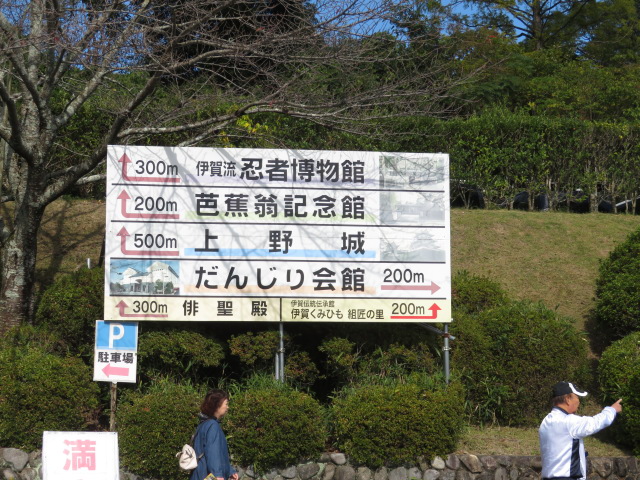 300m 伊賀流 忍者博物館
200m 芭蕉翁記念館
500m 上野城
だんじり会館 200m
300m 俳聖殿 伊賀伝統伝承館 伊賀くみひも 組匠の里 200m
P
駐車場
満